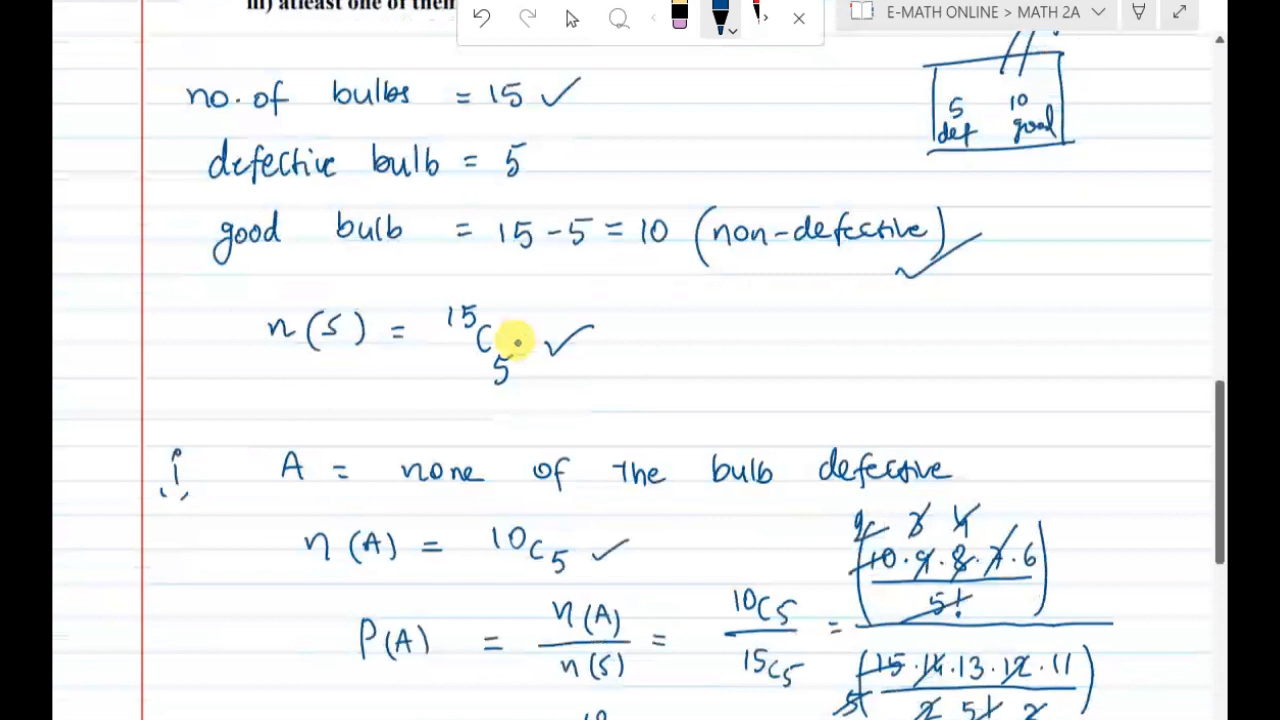 iii) atleast one of them
E-MATH ONLINE > MATH 2A
no. of bulbs = 15 ✓
5 10
def good
defective bulb = 5
good bulb = 15 - 5 = 10 (non-defective) ✓
n(S) = 15C5 ✓
i, A = none of the bulb defective
n(A) = 10C5 ✓
P(A) = n(A)/n(S) = 10C5/15C5 = (10·9·8·7·6/5!)/(15·14·13·12·11/5!)